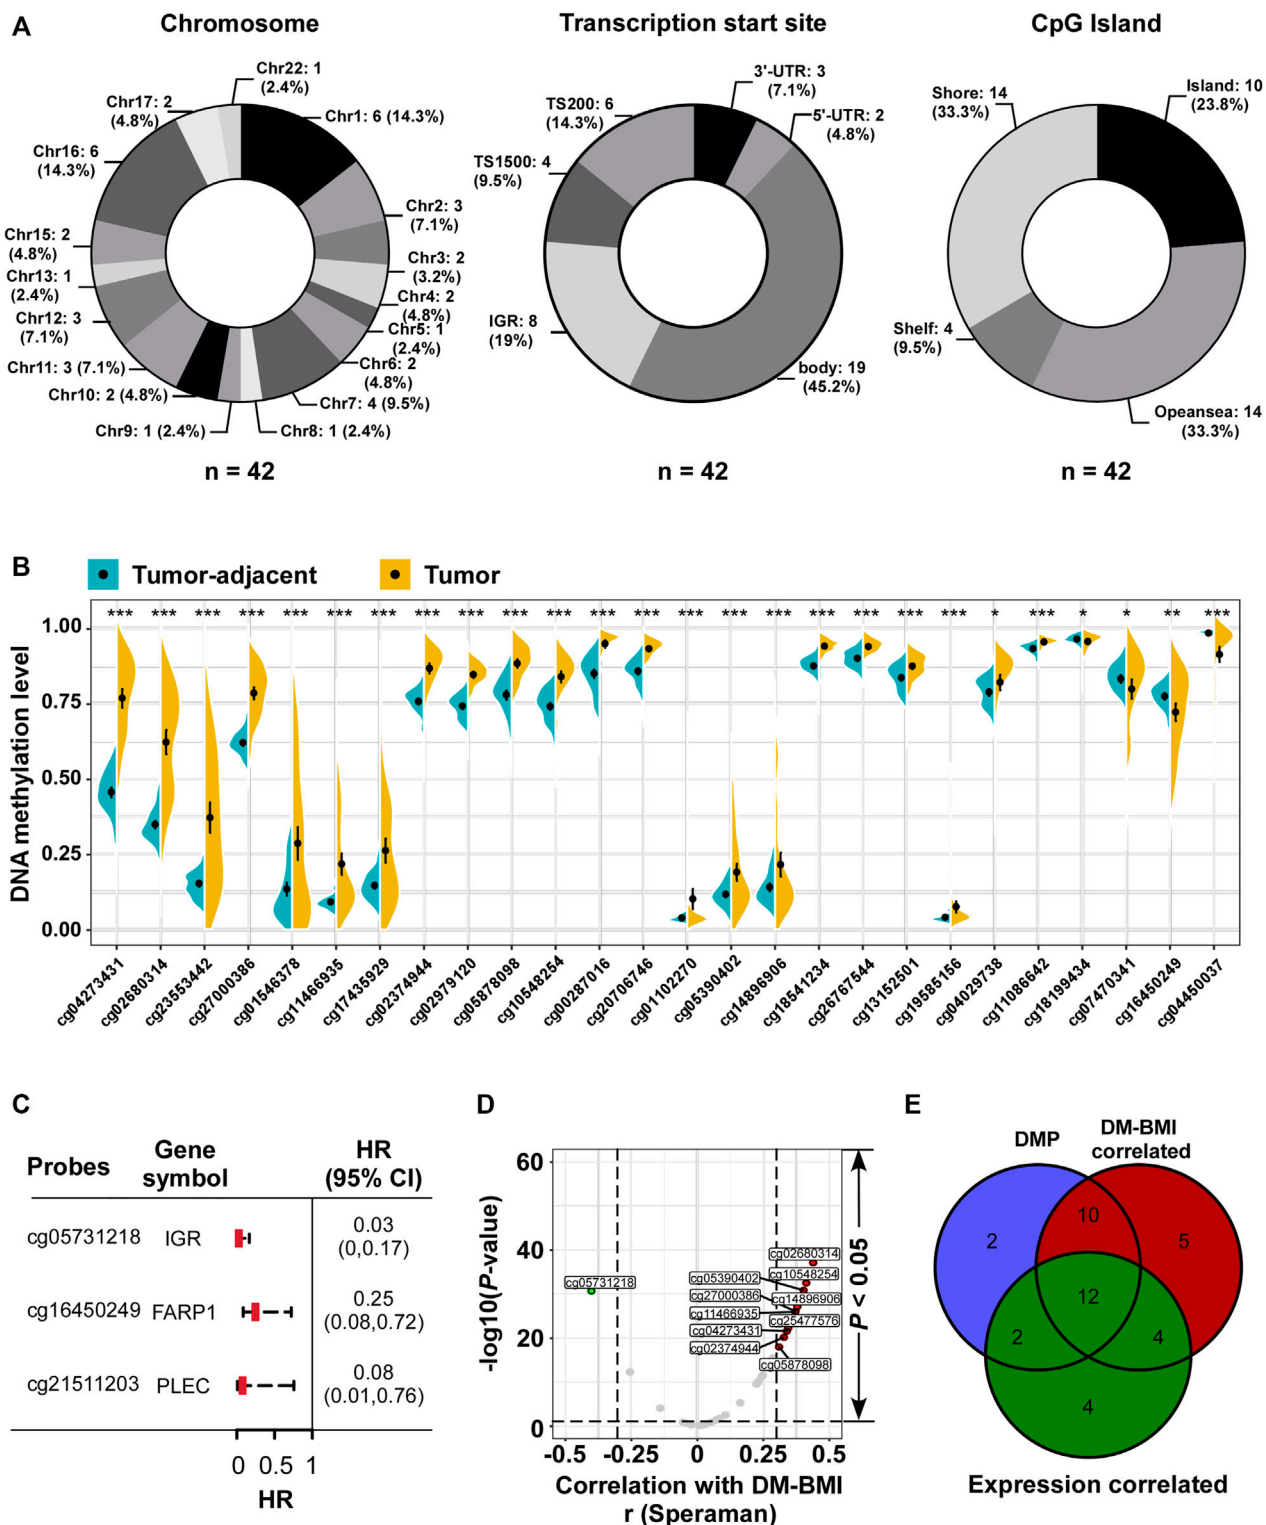 A
Chromosome
Transcription start site
CpG Island
Chr22: 1
(2.4%)
Chr17: 2
(4.8%)
Chr1: 6 (14.3%)
Chr16: 6
(14.3%)
Chr2: 3
(7.1%)
Chr15: 2
(4.8%)
Chr3: 2
(3.2%)
Chr13: 1
(2.4%)
Chr4: 2
(4.8%)
Chr12: 3
(7.1%)
Chr5: 1
(2.4%)
Chr11: 3 (7.1%)
Chr6: 2
(4.8%)
Chr10: 2 (4.8%)
Chr7: 4 (9.5%)
Chr9: 1 (2.4%)
Chr8: 1 (2.4%)
n = 42
3'-UTR: 3
(7.1%)
TS200: 6
(14.3%)
5'-UTR: 2
(4.8%)
TS1500: 4
(9.5%)
IGR: 8
(19%)
body: 19
(45.2%)
n = 42
Island: 10
(23.8%)
Shore: 14
(33.3%)
Shelf: 4
(9.5%)
Opeansea: 14
(33.3%)
n = 42
B
Tumor-adjacent
Tumor
DNA methylation level
*** *** *** *** *** *** *** *** *** *** *** *** *** *** *** *** *** *** *** *** * *** * * ** ***
1.00
0.75
0.50
0.25
0.00
cg04273431
cg02680314
cg23553442
cg27000386
cg01546378
cg11466935
cg17435929
cg02374944
cg02979120
cg05878098
cg10548254
cg00287016
cg20706746
cg01102270
cg05390402
cg14896906
cg18541234
cg26767544
cg13152501
cg19585156
cg04029738
cg11086642
cg18199434
cg07470341
cg16450249
cg04450037
C
Probes
Gene
symbol
HR
(95% CI)
cg05731218 IGR 0.03
(0,0.17)
cg16450249 FARP1 0.25
(0.08,0.72)
cg21511203 PLEC 0.08
(0.01,0.76)
0 0.5 1
HR
D
-log10(P-value)
60
40
20
0
cg02680314
cg10548254
cg05731218
cg05390402
cg27000386
cg14896906
cg11466935
cg25477576
cg04273431
cg02374944
cg05878098
P < 0.05
-0.5 -0.25 0 0.25 0.5
Correlation with DM-BMI
r (Speraman)
E
DMP
DM-BMI
correlated
10
2
5
12
2
4
4
Expression correlated